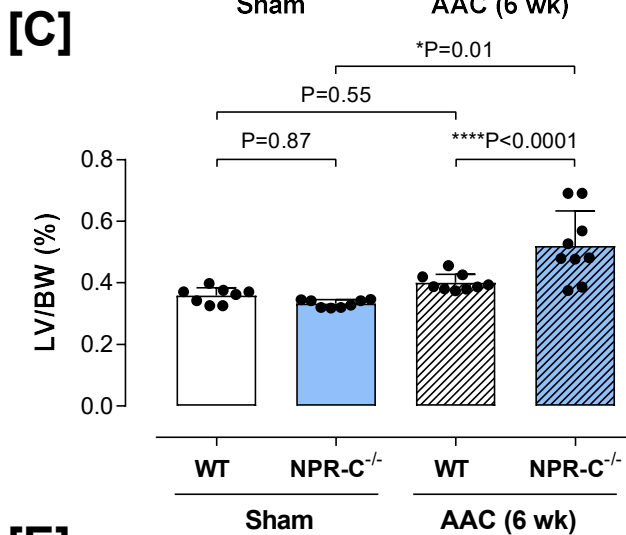 Sham AAC (6 wk)
[C]
*P=0.01
P=0.55
P=0.87 ****P<0.0001
0.8
0.6
0.4
0.2
0.0
LV/BW (%)
WT NPR-C-/- WT NPR-C-/-
Sham AAC (6 wk)